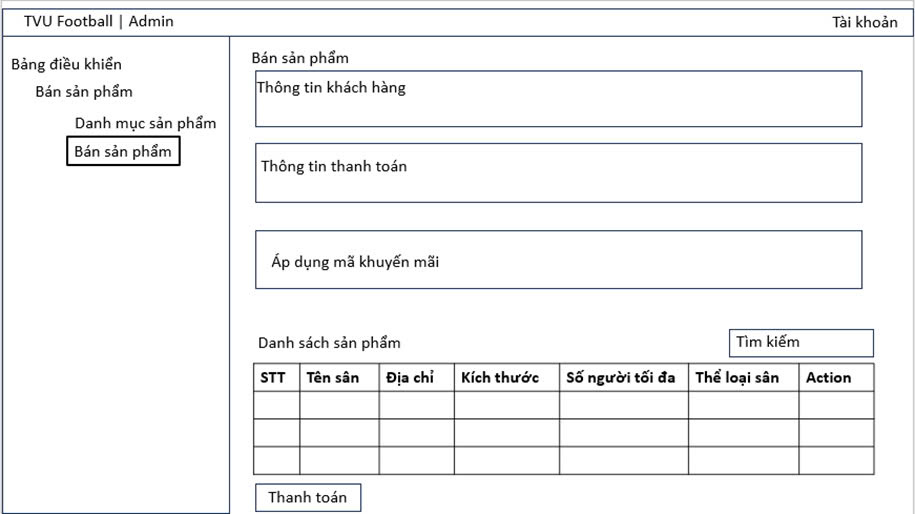 TVU Football | Admin
Tài khoản
Bảng điều khiển
Bán sản phẩm
Danh mục sản phẩm
Bán sản phẩm
Bán sản phẩm
Thông tin khách hàng
Thông tin thanh toán
Áp dụng mã khuyến mãi
Danh sách sản phẩm
Tìm kiếm
STT Tên sân Địa chỉ Kích thước Số người tối đa Thể loại sân Action
Thanh toán